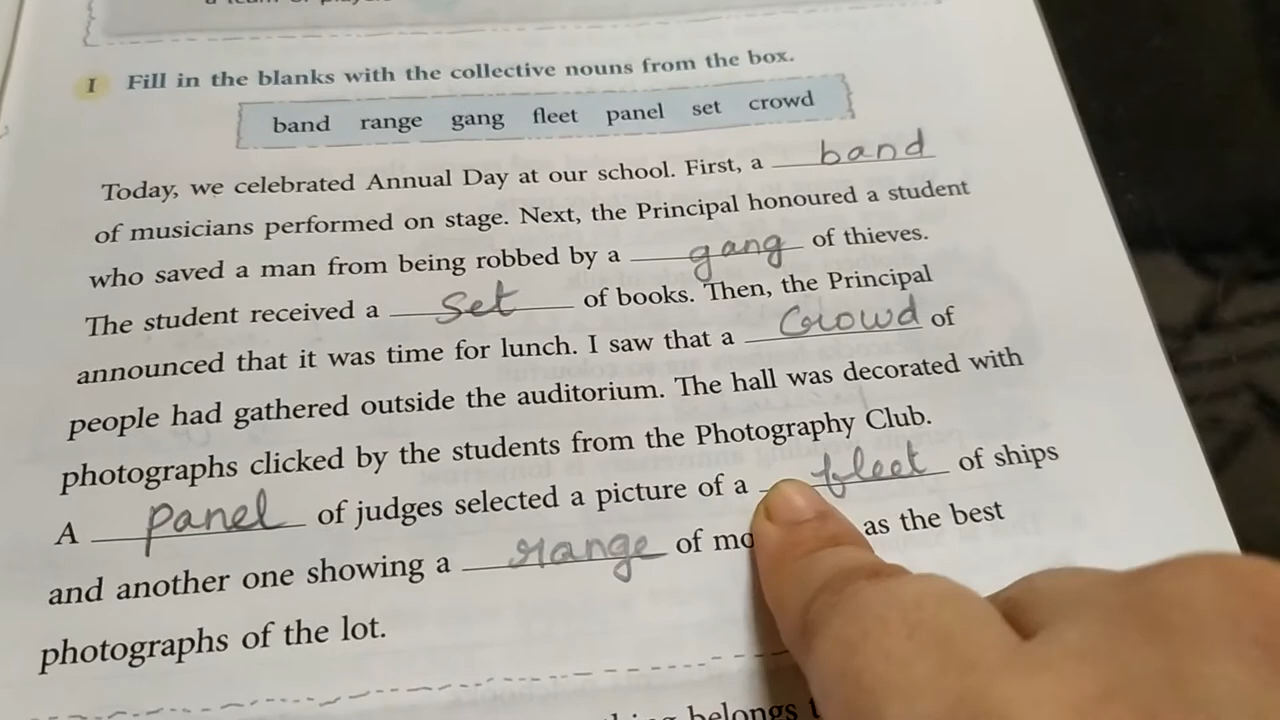 I Fill in the blanks with the collective nouns from the box.
band range gang fleet panel set crowd
Today, we celebrated Annual Day at our school. First, a band
of musicians performed on stage. Next, the Principal honoured a student
who saved a man from being robbed by a gang of thieves.
The student received a set of books. Then, the Principal
announced that it was time for lunch. I saw that a crowd of
people had gathered outside the auditorium. The hall was decorated with
photographs clicked by the students from the Photography Club.
A panel of judges selected a picture of a fleet of ships
and another one showing a range of as the best
photographs of the lot.
belongs